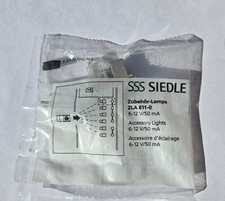 SSS SIEDLE
Zubehör-Lampe
ZLA 611-0
6-12 V/50 mA
Accessory Lights
6-12 V/50 mA
Accessoire d'éclairage
6-12 V/50 mA